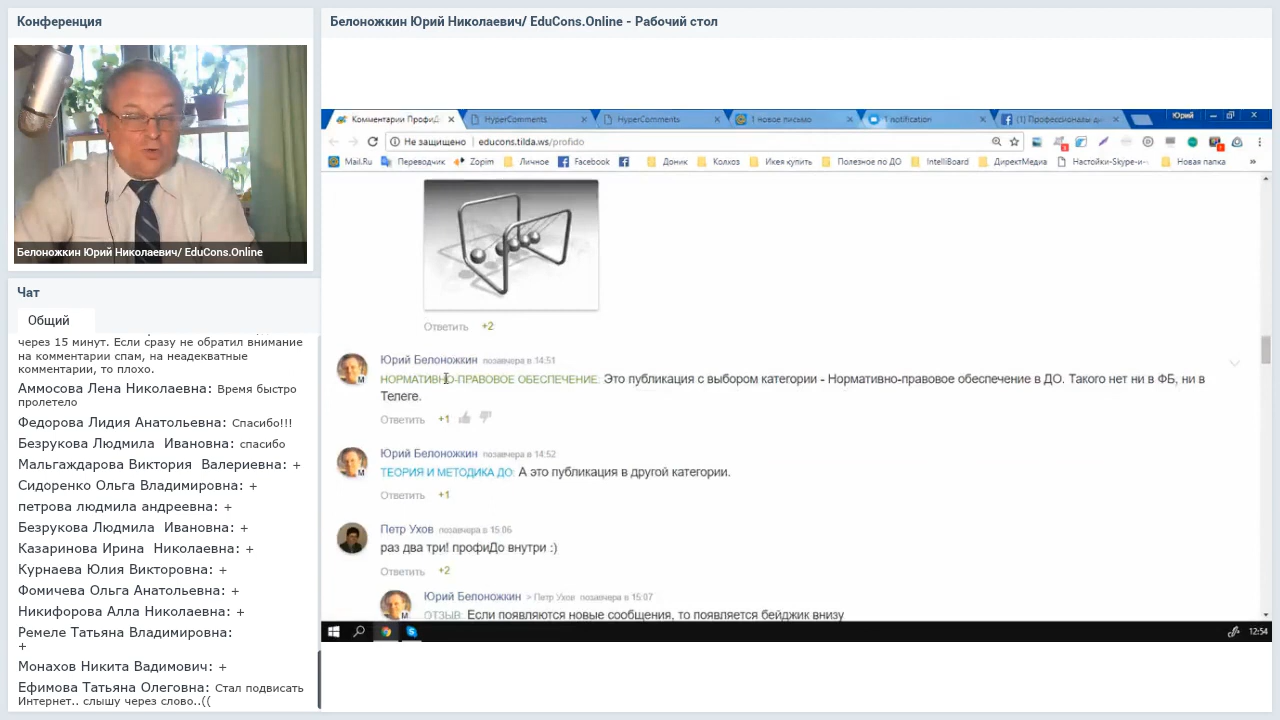 Конференция
Белоножкин Юрий Николаевич/ EduCons.Online
Чат
Общий
через 15 минут. Если сразу не обратил внимание
на комментарии спам, на неадекватные
комментарии, то плохо.
Аммосова Лена Николаевна: Время быстро
пролетело
Федорова Лидия Анатольевна: Спасибо!!!
Безрукова Людмила Ивановна: спасибо
Мальгаждарова Виктория Валериевна: +
Сидоренко Ольга Владимировна: +
петрова людмила андреевна: +
Безрукова Людмила Ивановна: +
Казаринова Ирина Николаевна: +
Курнаева Юлия Викторовна: +
Фомичева Ольга Анатольевна: +
Никифорова Алла Николаевна: +
Ремеле Татьяна Владимировна:
+
Монахов Никита Вадимович: +
Ефимова Татьяна Олеговна: Стал подвисать
Интернет.. слышу через слово..((
Белоножкин Юрий Николаевич/ EduCons.Online - Рабочий стол
Комментарии ПрофиД HyperComments HyperComments 1 новое письмо 1 notification (1) Профессионалы ди Юрий
Не защищено educons.tilda.ws/profido
Mail.Ru Переводчик Zopim Личное Facebook Доник Колхоз Икея купить Полезное по ДО IntelliBoard ДиректМедиа Настойки-Skype-и- Новая папка »
Ответить +2
Юрий Белоножкин позавчера в 14:51
М
НОРМАТИВНО-ПРАВОВОЕ ОБЕСПЕЧЕНИЕ: Это публикация с выбором категории - Нормативно-правовое обеспечение в ДО. Такого нет ни в ФБ, ни в
Телеге.
Ответить +1
Юрий Белоножкин позавчера в 14:52
М
ТЕОРИЯ И МЕТОДИКА ДО: А это публикация в другой категории.
Ответить +1
Петр Ухов позавчера в 15:06
раз два три! профиДо внутри :)
Ответить +2
Юрий Белоножкин > Петр Ухов позавчера в 15:07
М
ОТЗЫВ: Если появляются новые сообщения, то появляется бейджик внизу
12:54